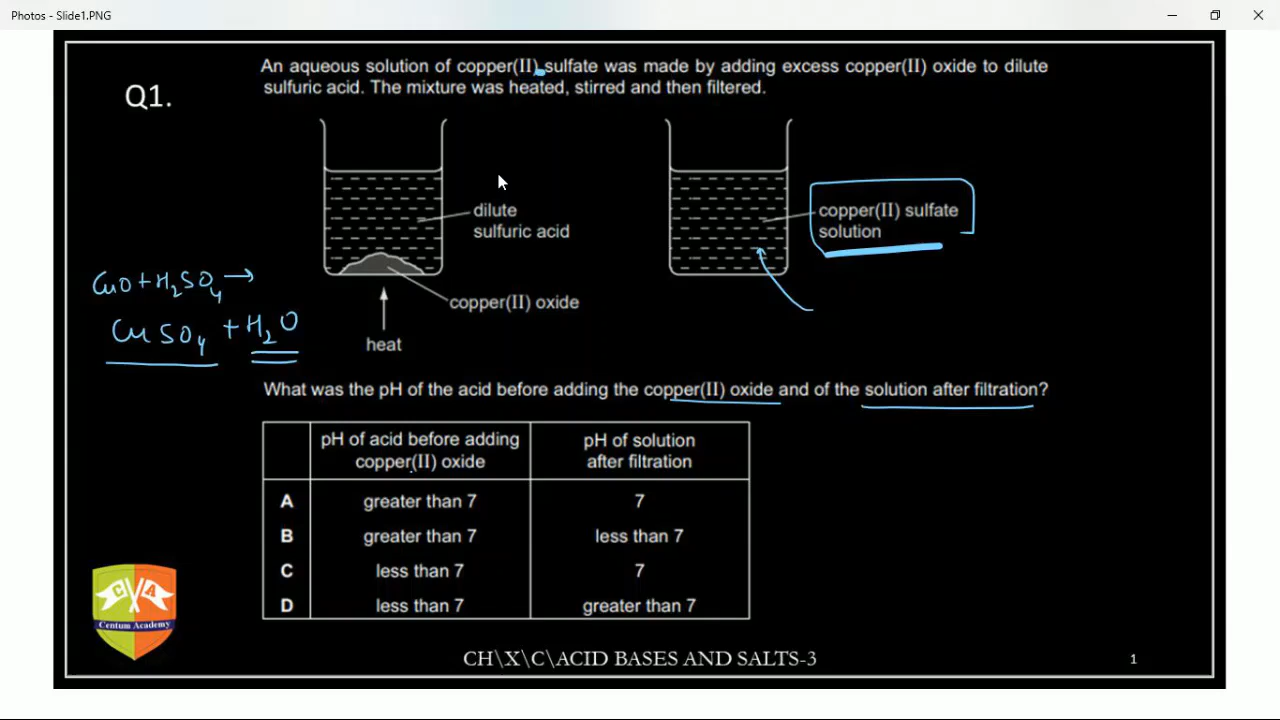 Photos - Slide1.PNG
Q1.
An aqueous solution of copper(II) sulfate was made by adding excess copper(II) oxide to dilute
sulfuric acid. The mixture was heated, stirred and then filtered.
dilute
sulfuric acid
copper(II) oxide
heat
copper(II) sulfate
solution
CuO + H₂SO₄ →
CuSO₄ + H₂O
What was the pH of the acid before adding the copper(II) oxide and of the solution after filtration?
pH of acid before adding copper(II) oxide | pH of solution after filtration
A greater than 7 7
B greater than 7 less than 7
C less than 7 7
D less than 7 greater than 7
C A
Centum Academy
CH\X\C\ACID BASES AND SALTS-3
1